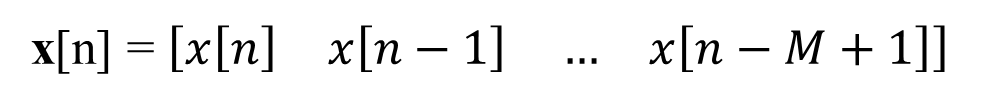 x[n] = [x[n] x[n − 1] ... x[n − M + 1]]